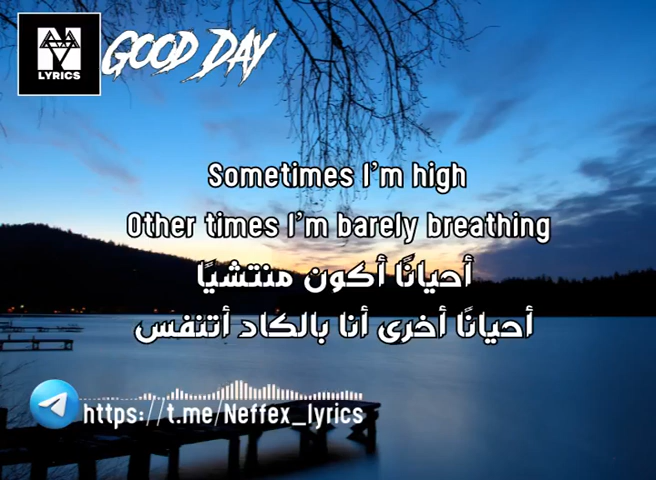 LYRICS
GOOD DAY
Sometimes I'm high
Other times I'm barely breathing
أحيانًا أكون منتشيًا
أحيانًا أخرى أنا بالكاد أتنفس
https://t.me/Neffex_lyrics